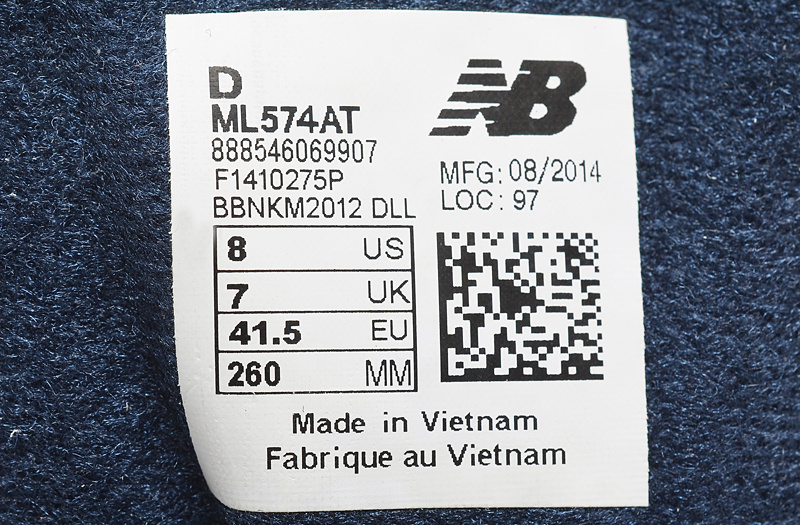 D
NB
ML574AT
888546069907
F1410275P
BBNKM2012 DLL
MFG: 08/2014
LOC: 97
8 US
7 UK
41.5 EU
260 MM
Made in Vietnam
Fabrique au Vietnam